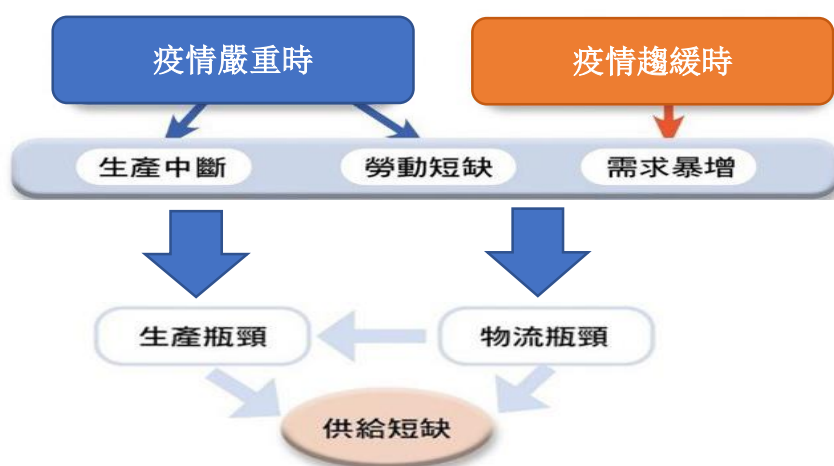 疫情嚴重時
疫情趨緩時
生產中斷
勞動短缺
需求暴增
生產瓶頸
物流瓶頸
供給短缺